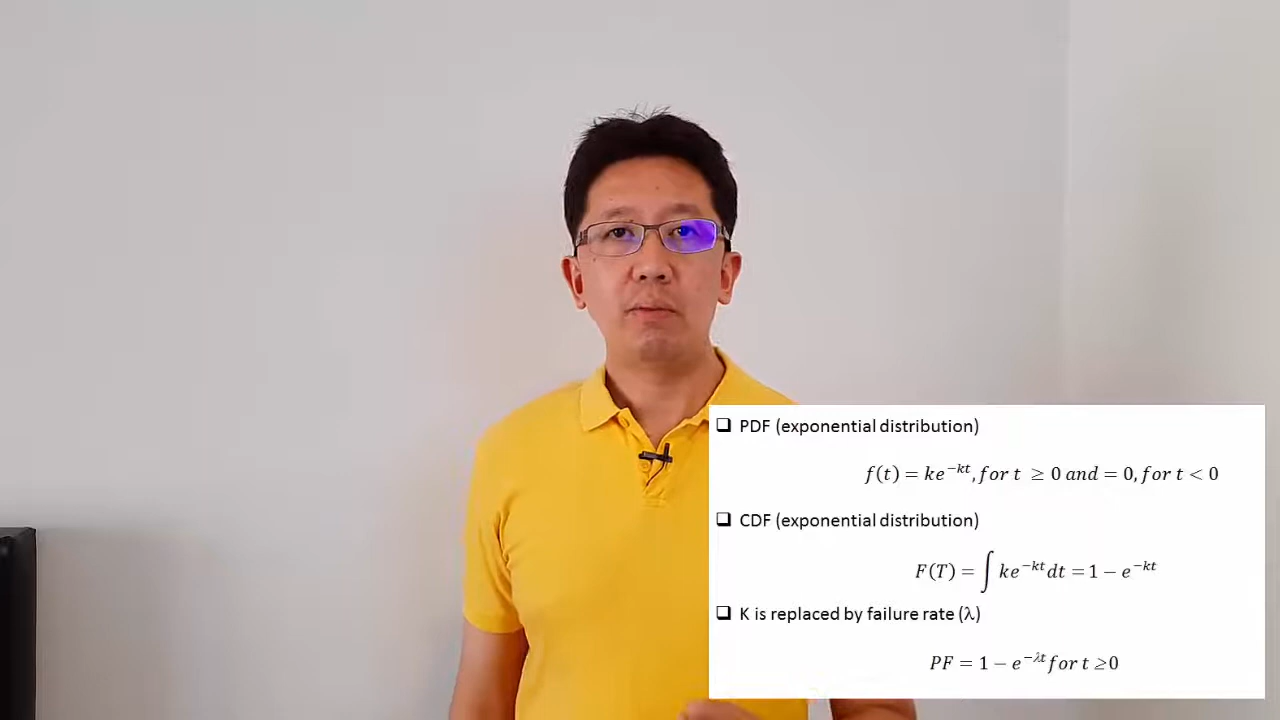 ❑ PDF (exponential distribution)
f(t) = ke^{−kt}, for t ≥ 0 and = 0, for t < 0
❑ CDF (exponential distribution)
F(T) = ∫ ke^{−kt} dt = 1 − e^{−kt}
❑ K is replaced by failure rate (λ)
PF = 1 − e^{−λt} for t ≥0